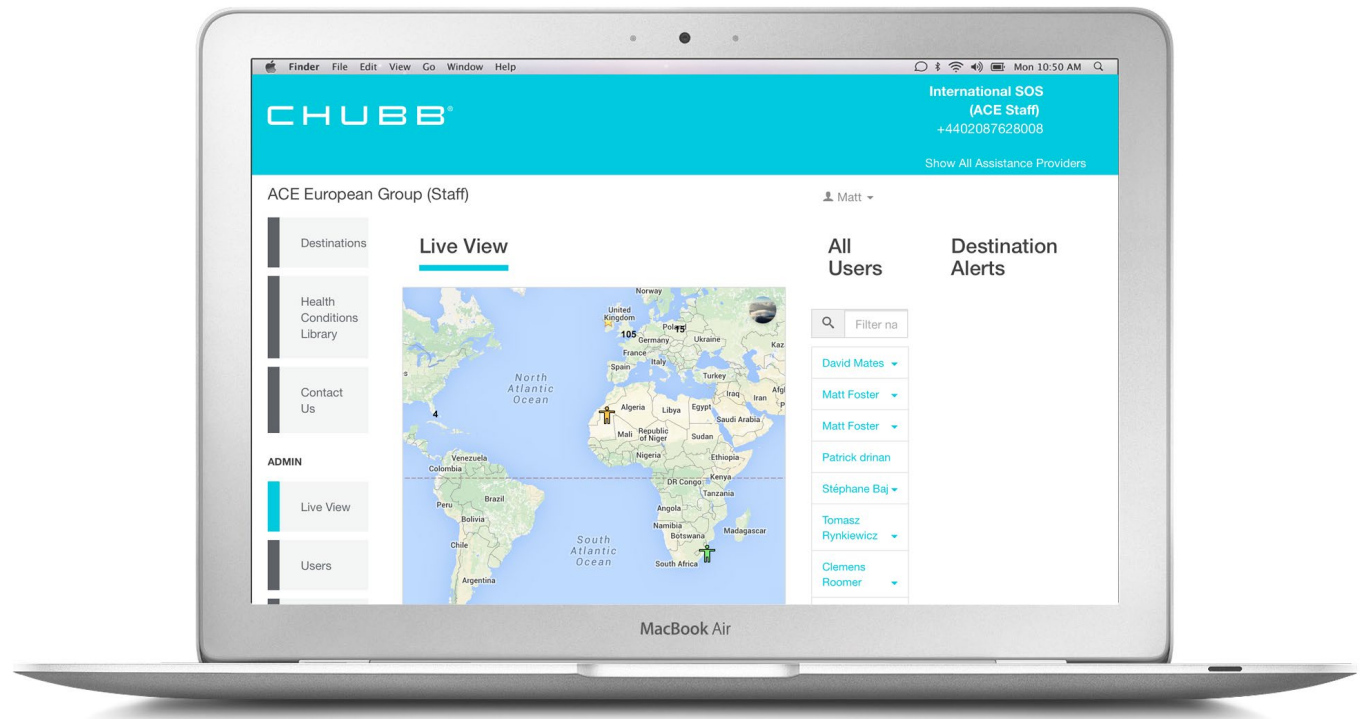 Finder File Edit View Go Window Help
Mon 10:50 AM
CHUBB®
International SOS
(ACE Staff)
+4402087628008
Show All Assistance Providers
ACE European Group (Staff)
Matt
Destinations
Health
Conditions
Library
Contact
Us
ADMIN
Live View
Users
Live View
Norway
United
Kingdom
Poland
15
105
Germany
Ukraine
Kaz
France
Italy
Spain
Turkey
North
Atlantic
Ocean
Iraq
Iran
Afgl
P
s
4
Algeria
Libya
Egypt
Saudi Arabia
Mali
Republic
of Niger
Sudan
Nigeria
Ethiopia
Venezuela
Colombia
DR Congo
Kenya
Tanzania
Peru
Brazil
Angola
Bolivia
Namibia
Botswana
Madagascar
Chile
South
Atlantic
Ocean
South Africa
Argentina
All
Users
Filter na
David Mates
Matt Foster
Matt Foster
Patrick drinan
Stéphane Baj
Tomasz
Rynkiewicz
Clemens
Roomer
Destination
Alerts
MacBook Air